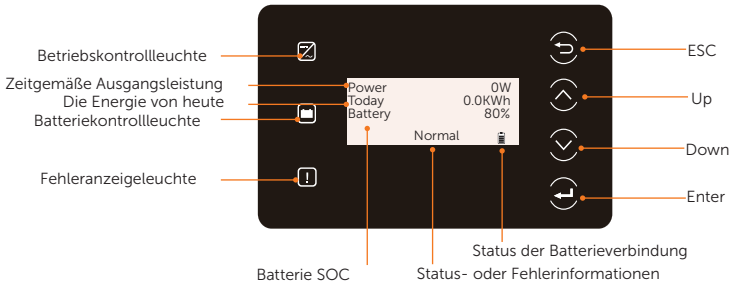 Betriebskontrollleuchte
Zeitgemäße Ausgangsleistung
Die Energie von heute
Batteriekontrollleuchte
Fehleranzeigeleuchte
Power 0W
Today 0.0KWh
Battery 80%
Normal
ESC
Up
Down
Enter
Status der Batterieverbindung
Batterie SOC
Status- oder Fehlerinformationen